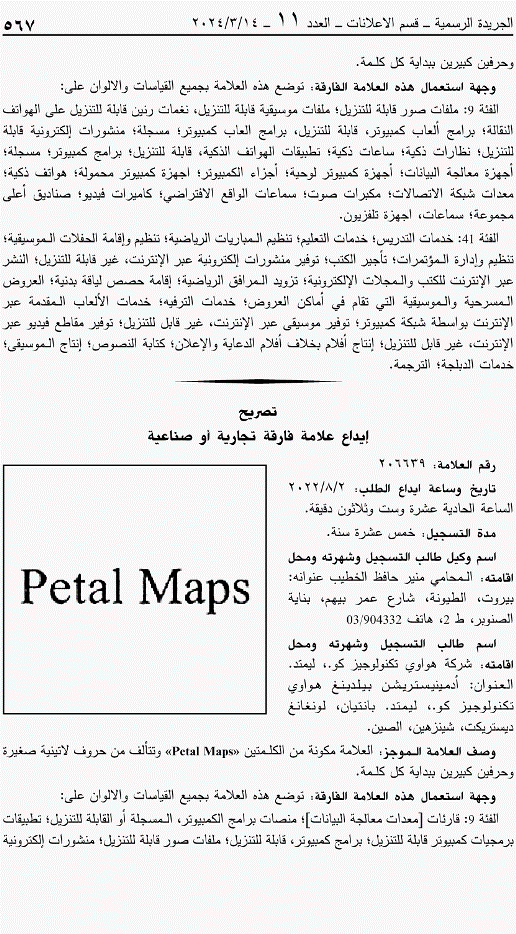 الجريدة الرسمية ــ قسم الاعلانات ــ العدد ١١ ــ ٢٠٢٤/٣/١٤
٥٦٧
وحرفين كبيرين ببداية كل كلمة.
وجهة استعمال هذه العلامة الفارقة: توضع هذه العلامة بجميع القياسات والالوان على:
الفئة 9: ملفات صور قابلة للتنزيل؛ ملفات موسيقية قابلة للتنزيل، نغمات رنين قابلة للتنزيل على الهواتف
النقالة؛ برامج ألعاب كمبيوتر، قابلة للتنزيل، برامج العاب كمبيوتر؛ مسجلة؛ منشورات إلكترونية قابلة
للتنزيل؛ نظارات ذكية؛ ساعات ذكية؛ تطبيقات الهواتف الذكية، قابلة للتنزيل؛ برامج كمبيوتر؛ مسجلة؛
أجهزة معالجة البيانات؛ أجهزة كمبيوتر لوحية؛ أجزاء الكمبيوتر؛ اجهزة كمبيوتر محمولة؛ هواتف ذكية؛
معدات شبكة الاتصالات؛ مكبرات صوت؛ سماعات الواقع الافتراضي؛ كاميرات فيديو؛ صناديق أعلى
مجموعة؛ سماعات، اجهزة تلفزيون.
الفئة 41: خدمات التدريس؛ خدمات التعليم؛ تنظيم المباريات الرياضية؛ تنظيم وإقامة الحفلات الموسيقية؛
تنظيم وإدارة المؤتمرات؛ تأجير الكتب؛ توفير منشورات إلكترونية عبر الإنترنت، غير قابلة للتنزيل؛ النشر
عبر الإنترنت للكتب والمجلات الإلكترونية؛ تزويد المرافق الرياضية؛ إقامة حصص لياقة بدنية؛ العروض
المسرحية والموسيقية التي تقام في أماكن العروض؛ خدمات الترفيه؛ خدمات الألعاب المقدمة عبر
الإنترنت بواسطة شبكة كمبيوتر؛ توفير موسيقى عبر الإنترنت، غير قابل للتنزيل؛ توفير مقاطع فيديو عبر
الإنترنت، غير قابل للتنزيل؛ إنتاج أفلام بخلاف أفلام الدعاية والإعلان؛ كتابة النصوص؛ إنتاج الموسيقى؛
خدمات الدبلجة؛ الترجمة.
تصريح
إيداع علامة فارقة تجارية أو صناعية
رقم العلامة: ٢٠٦٦٣٩
تاريخ وساعة ايداع الطلب: ٢٠٢٢/٨/٢
الساعة الحادية عشرة وست وثلاثون دقيقة.
مدة التسجيل: خمس عشرة سنة.
اسم وكيل طالب التسجيل وشهرته ومحل
اقامته: المحامي منير حافظ الخطيب عنوانه:
بيروت، الطيونة، شارع عمر بيهم، بناية
الصنوبر، ط 2، هاتف 03/904332
اسم طالب التسجيل وشهرته ومحل
اقامته: شركة هواوي تكنولوجيز كو.، ليمتد.
العنوان: أدمينيستريشن بيلدينغ هواوي
تكنولوجيز كو.، ليمتد. بانتيان، لونغانغ
ديستريكت، شينزهين، الصين.
Petal Maps
وصف العلامة الموجز: العلامة مكونة من الكلمتين «Petal Maps» وتتألف من حروف لاتينية صغيرة
وحرفين كبيرين ببداية كل كلمة.
وجهة استعمال هذه العلامة الفارقة: توضع هذه العلامة بجميع القياسات والالوان على:
الفئة 9: قارئات [معدات معالجة البيانات]؛ منصات برامج الكمبيوتر، المسجلة أو القابلة للتنزيل؛ تطبيقات
برمجيات كمبيوتر قابلة للتنزيل؛ برامج كمبيوتر، قابلة للتنزيل؛ ملفات صور قابلة للتنزيل؛ منشورات إلكترونية